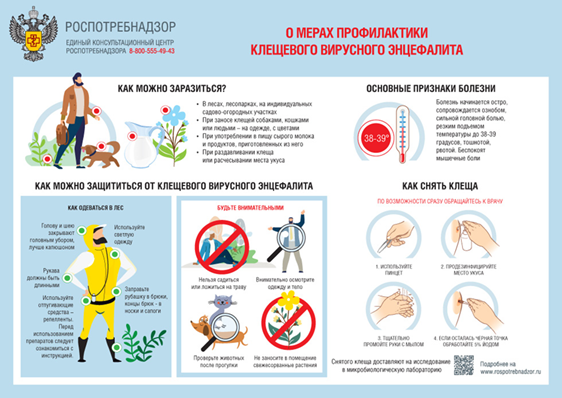 РОСПОТРЕБНАДЗОР
ЕДИНЫЙ КОНСУЛЬТАЦИОННЫЙ ЦЕНТР
РОСПОТРЕБНАДЗОРА 8-800-555-49-43
О МЕРАХ ПРОФИЛАКТИКИ
КЛЕЩЕВОГО ВИРУСНОГО ЭНЦЕФАЛИТА
КАК МОЖНО ЗАРАЗИТЬСЯ?
• В лесах, лесопарках, на индивидуальных
садово-огородных участках
• При заносе клещей собаками, кошками
или людьми – на одежде, с цветами
• При употреблении в пищу сырого молока
и продуктов, приготовленных из него
• При раздавливании клеща
или расчесывании места укуса
ОСНОВНЫЕ ПРИЗНАКИ БОЛЕЗНИ
38-39°
Болезнь начинается остро,
сопровождается ознобом,
сильной головной болью,
резким подъемом
температуры до 38-39
градусов, тошнотой,
рвотой. Беспокоят
мышечные боли
КАК МОЖНО ЗАЩИТИТЬСЯ ОТ КЛЕЩЕВОГО ВИРУСНОГО ЭНЦЕФАЛИТА
КАК ОДЕВАТЬСЯ В ЛЕС
Голову и шею
закрывают
головным убором,
лучше капюшоном
Используйте
светлую
одежду
Рукава
должны быть
длинными
Используйте
отпугивающие
средства –
репелленты.
Перед
использованием
препаратов следует
ознакомиться с
инструкцией.
Заправьте
рубашку в брюки,
концы брюк - в
носки и сапоги
БУДЬТЕ ВНИМАТЕЛЬНЫМИ
Нельзя садиться
или ложиться на траву
Внимательно осмотрите
одежду и тело
Проверьте животных
после прогулки
Не заносите в помещение
свежесорванные растения
КАК СНЯТЬ КЛЕЩА
ПО ВОЗМОЖНОСТИ СРАЗУ ОБРАЩАЙТЕСЬ К ВРАЧУ
1. ИСПОЛЬЗУЙТЕ
ПИНЦЕТ
2. ПРОДЕЗИНФИЦИРУЙТЕ
МЕСТО УКУСА
3. ТЩАТЕЛЬНО
ПРОМОЙТЕ РУКИ С МЫЛОМ
4. ЕСЛИ ОСТАЛАСЬ ЧЕРНАЯ ТОЧКА
ОБРАБОТАЙТЕ 5% ЙОДОМ
Снятого клеща доставляют на исследование
в микробиологическую лабораторию
Подробнее на
www.rospotrebnadzor.ru